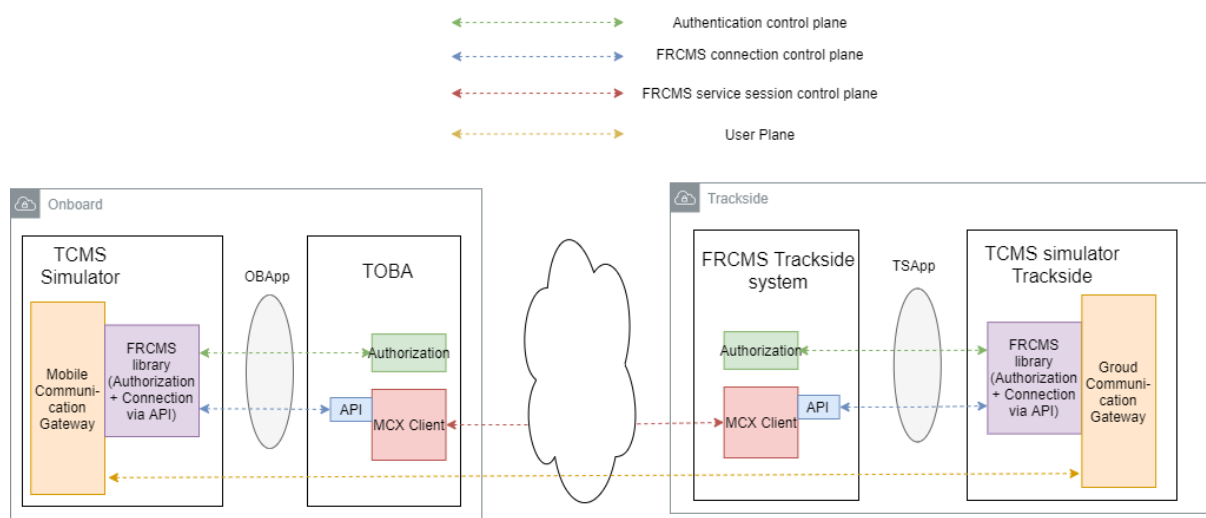 Authentication control plane
FRCMS connection control plane
FRCMS service session control plane
User Plane
Onboard
TCMS
Simulator
Mobile
Communi-
cation
Gateway
FRCMS
library
(Authorization
+ Connection
via API)
OBApp
TOBA
Authorization
API
MCX Client
Trackside
FRCMS Trackside
system
Authorization
MCX Client
API
TSApp
TCMS simulator
Trackside
FRCMS
library
(Authorization
+ Connection
via API)
Groud
Communi-
cation
Gateway